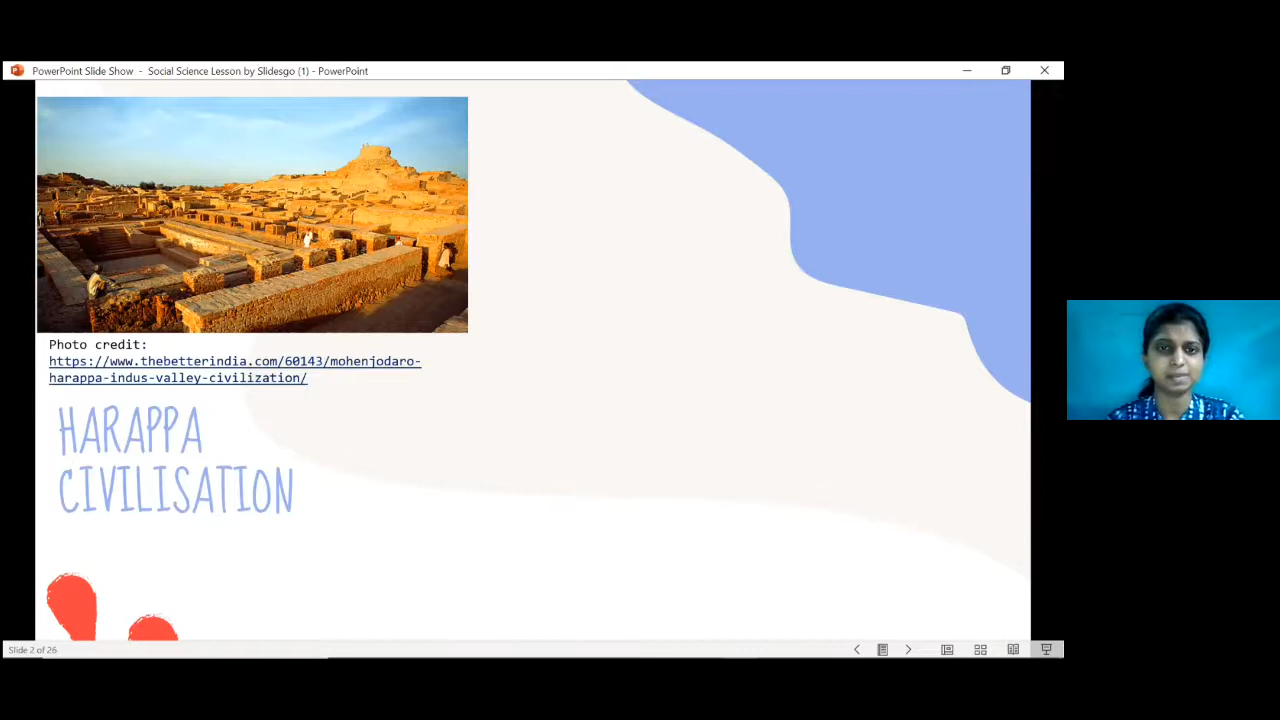 PowerPoint Slide Show - Social Science Lesson by Slidesgo (1) - PowerPoint
Photo credit:
https://www.thebetterindia.com/60143/mohenjodaro-
harappa-indus-valley-civilization/
HARAPPA
CIVILISATION
Slide 2 of 26